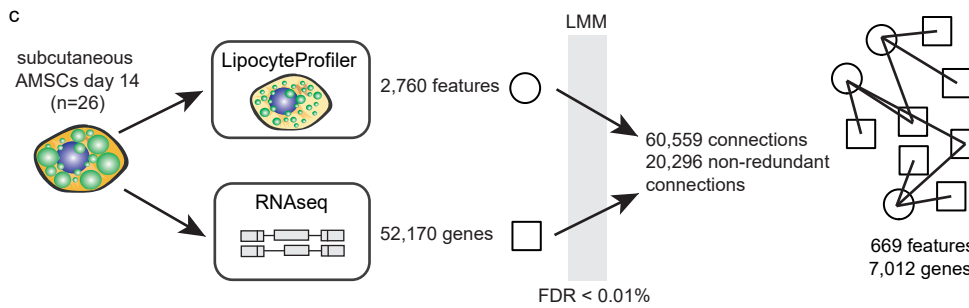 c
subcutaneous
AMSCs day 14
(n=26)
LipocyteProfiler
2,760 features
RNAseq
52,170 genes
LMM
FDR < 0.01%
60,559 connections
20,296 non-redundant
connections
669 features
7,012 genes